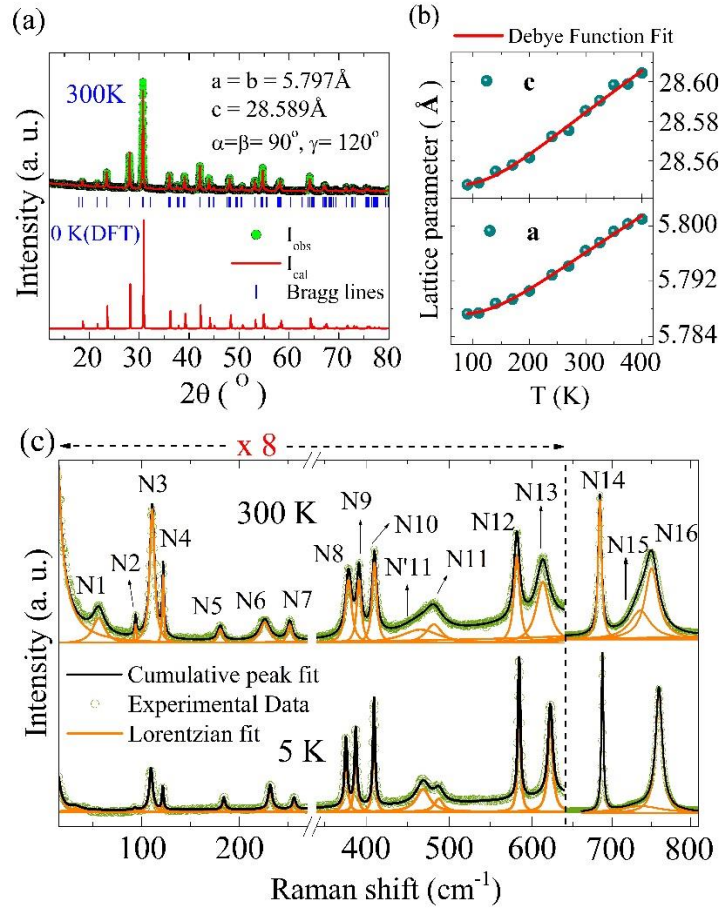 (a)
300K
a = b = 5.797Å
c = 28.589Å
α=β= 90°, γ= 120°
0 K(DFT)
I_obs
I_cal
Bragg lines
Intensity (a. u.)
10 20 30 40 50 60 70 80
2θ ( ° )
(b)
Debye Function Fit
c
28.60
28.58
28.56
a
5.800
5.792
5.784
Lattice parameter ( Å )
100 200 300 400
T (K)
(c)
x 8
300 K
N1 N2 N3 N4 N5 N6 N7 N8 N9 N10 N'11 N11 N12 N13 N14 N15 N16
Cumulative peak fit
Experimental Data
Lorentzian fit
5 K
Intensity (a. u.)
100 200 400 500 600 700 800
Raman shift (cm⁻¹)